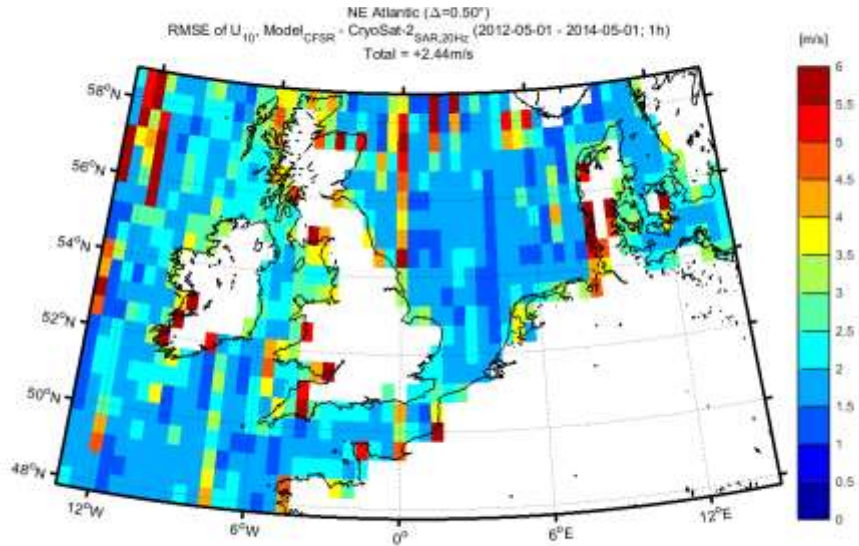 NE Atlantic (Δ=0.50°)
RMSE of U₁₀, Model_CFSR - CryoSat-2_SAR,20Hz (2012-05-01 - 2014-05-01; 1h)
Total = +2.44m/s
[m/s]
58°N
56°N
54°N
52°N
50°N
48°N
12°W
6°W
0°
6°E
12°E
6
5.5
5
4.5
4
3.5
3
2.5
2
1.5
1
0.5
0